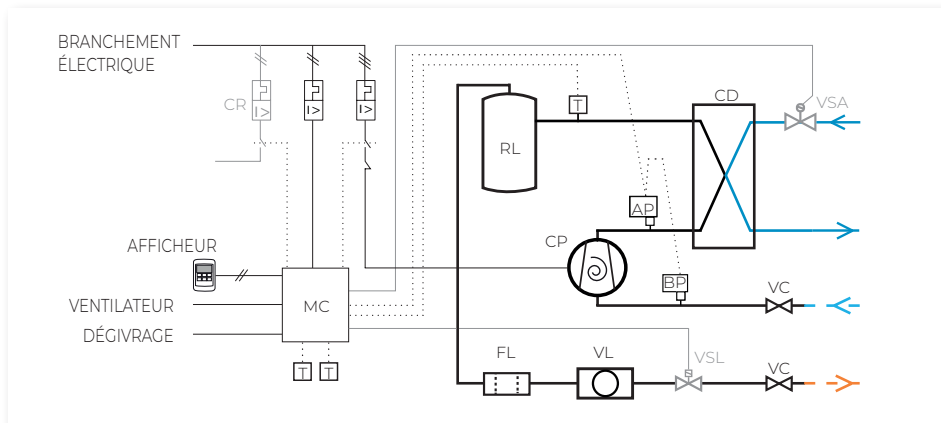 BRANCHEMENT
ÉLECTRIQUE
CR
I>
I>
I>
CD
VSA
T
RL
AP
CP
BP
VC
AFFICHEUR
VENTILATEUR
DÉGIVRAGE
MC
T
T
FL
VL
VSL
VC